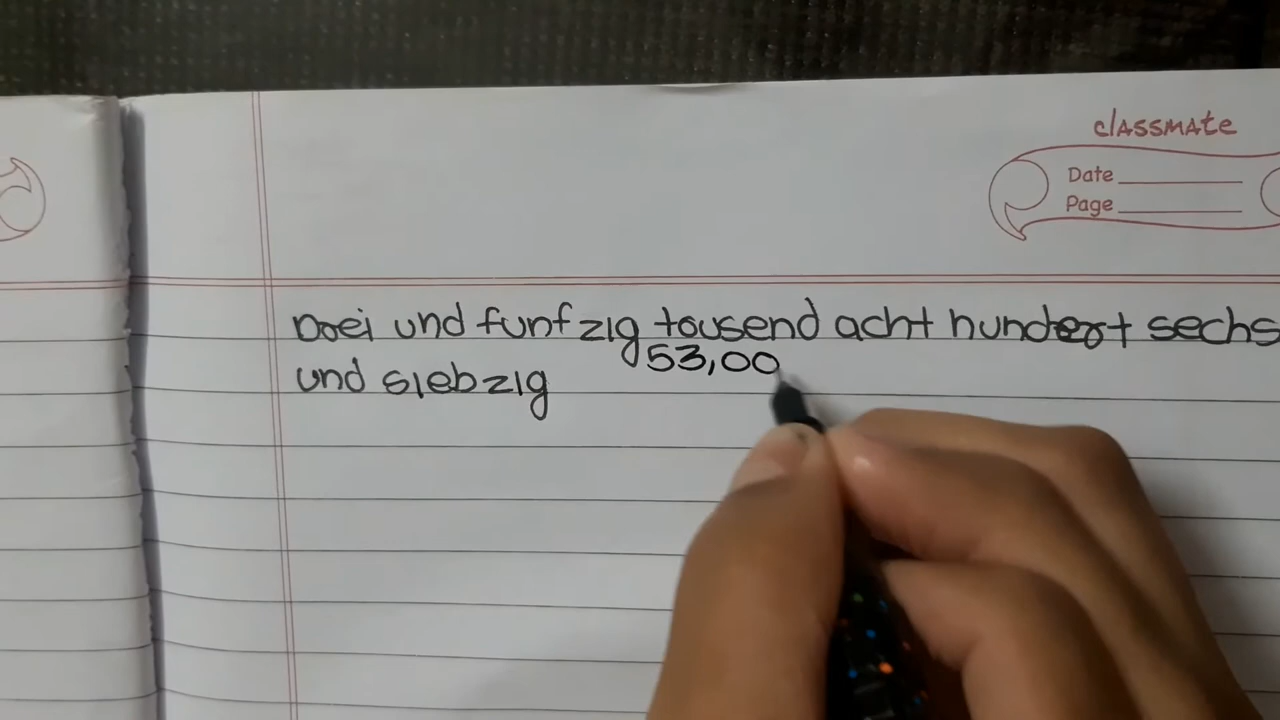 classmate
Date
Page
Drei und funfzig tousend acht hundert sechs
53,00
und siebzig